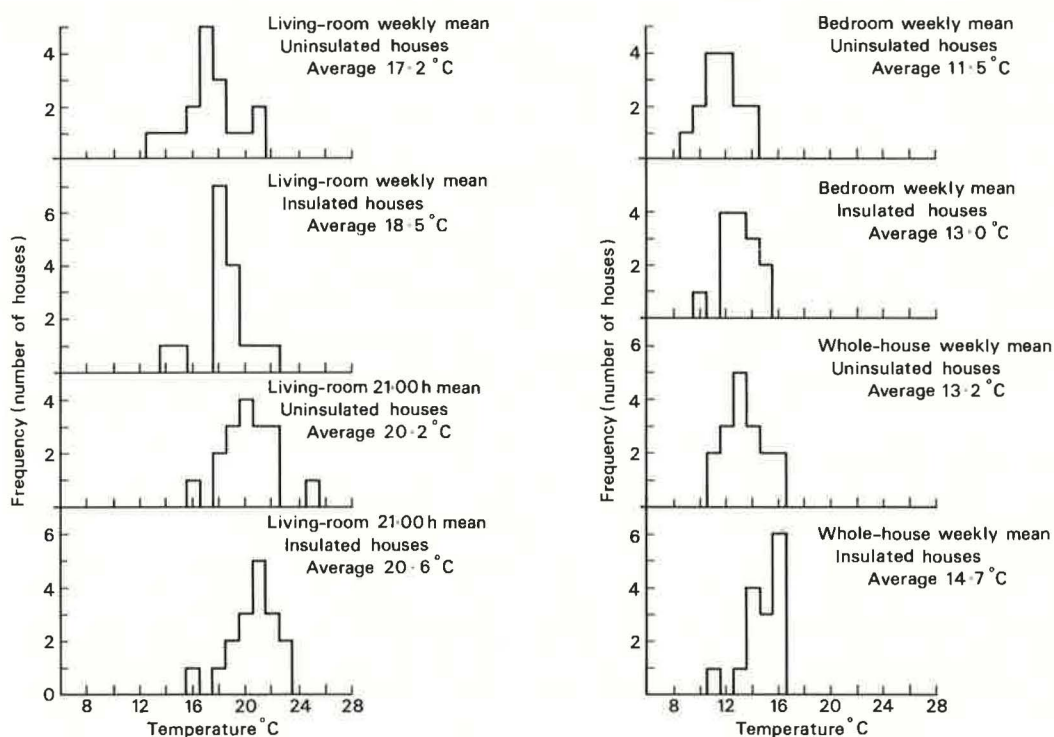 Living-room weekly mean
Uninsulated houses
Average 17·2 °C
4
2
Living-room weekly mean
Insulated houses
Average 18·5 °C
6
4
2
Living-room 21·00 h mean
Uninsulated houses
Average 20·2 °C
4
2
0
Living-room 21·00 h mean
Insulated houses
Average 20·6 °C
6
4
2
0
8 12 16 20 24 28
Temperature °C
Frequency (number of houses)
Bedroom weekly mean
Uninsulated houses
Average 11·5 °C
4
2
Bedroom weekly mean
Insulated houses
Average 13·0 °C
4
2
Whole-house weekly mean
Uninsulated houses
Average 13·2 °C
6
4
2
Whole-house weekly mean
Insulated houses
Average 14·7 °C
6
4
2
0
8 12 16 20 24 28
Temperature °C
Frequency (number of houses)